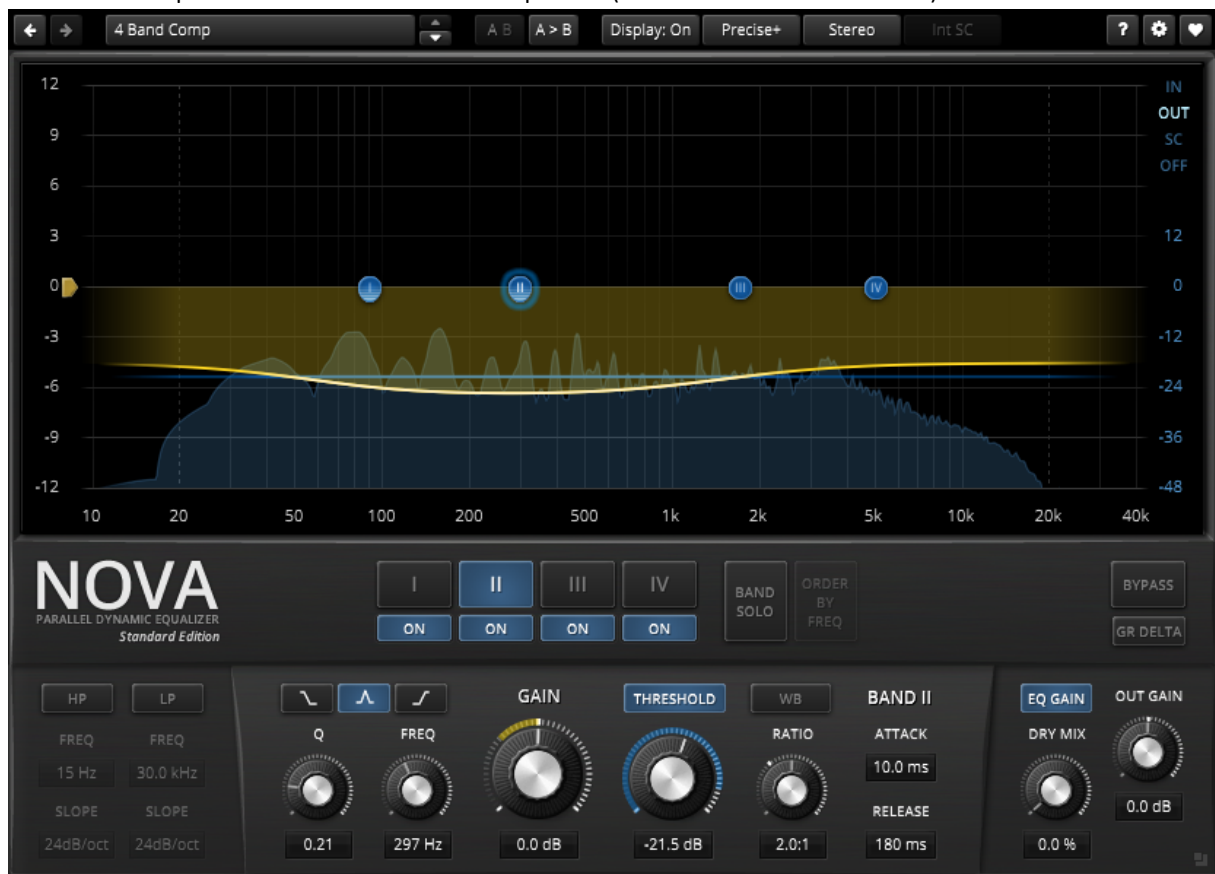 4 Band Comp A B A > B Display: On Precise+ Stereo Int SC ?
12 IN
OUT
9 SC
OFF
6
3 12
0 I II III IV 0
-3 -12
-6 -24
-9 -36
-12 -48
10 20 50 100 200 500 1k 2k 5k 10k 20k 40k
NOVA
PARALLEL DYNAMIC EQUALIZER
Standard Edition
I II III IV
ON ON ON ON
BAND
SOLO
ORDER
BY
FREQ
BYPASS
GR DELTA
HP LP
FREQ FREQ
15 Hz 30.0 kHz
SLOPE SLOPE
24dB/oct 24dB/oct
GAIN THRESHOLD WB BAND II
Q FREQ RATIO ATTACK
10.0 ms
RELEASE
0.21 297 Hz 0.0 dB -21.5 dB 2.0:1 180 ms
EQ GAIN OUT GAIN
DRY MIX
0.0 dB
0.0 %